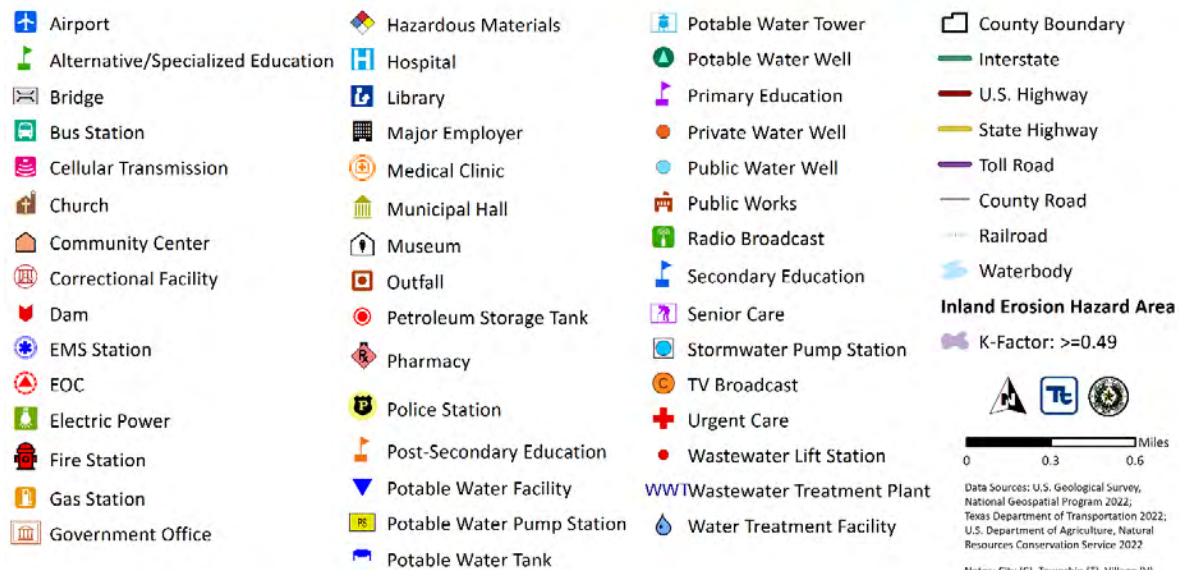 Airport
Alternative/Specialized Education
Bridge
Bus Station
Cellular Transmission
Church
Community Center
Correctional Facility
Dam
EMS Station
EOC
Electric Power
Fire Station
Gas Station
Government Office
Hazardous Materials
Hospital
Library
Major Employer
Medical Clinic
Municipal Hall
Museum
Outfall
Petroleum Storage Tank
Pharmacy
P Police Station
Post-Secondary Education
Potable Water Facility
PS Potable Water Pump Station
Potable Water Tank
Potable Water Tower
Potable Water Well
Primary Education
Private Water Well
Public Water Well
Public Works
Radio Broadcast
Secondary Education
Senior Care
Stormwater Pump Station
C TV Broadcast
Urgent Care
Wastewater Lift Station
WWT Wastewater Treatment Plant
Water Treatment Facility
County Boundary
Interstate
U.S. Highway
State Highway
Toll Road
County Road
Railroad
Waterbody
Inland Erosion Hazard Area
K-Factor: >=0.49
N Tt
Miles
0 0.3 0.6
Data Sources: U.S. Geological Survey,
National Geospatial Program 2022;
Texas Department of Transportation 2022;
U.S. Department of Agriculture, Natural
Resources Conservation Service 2022